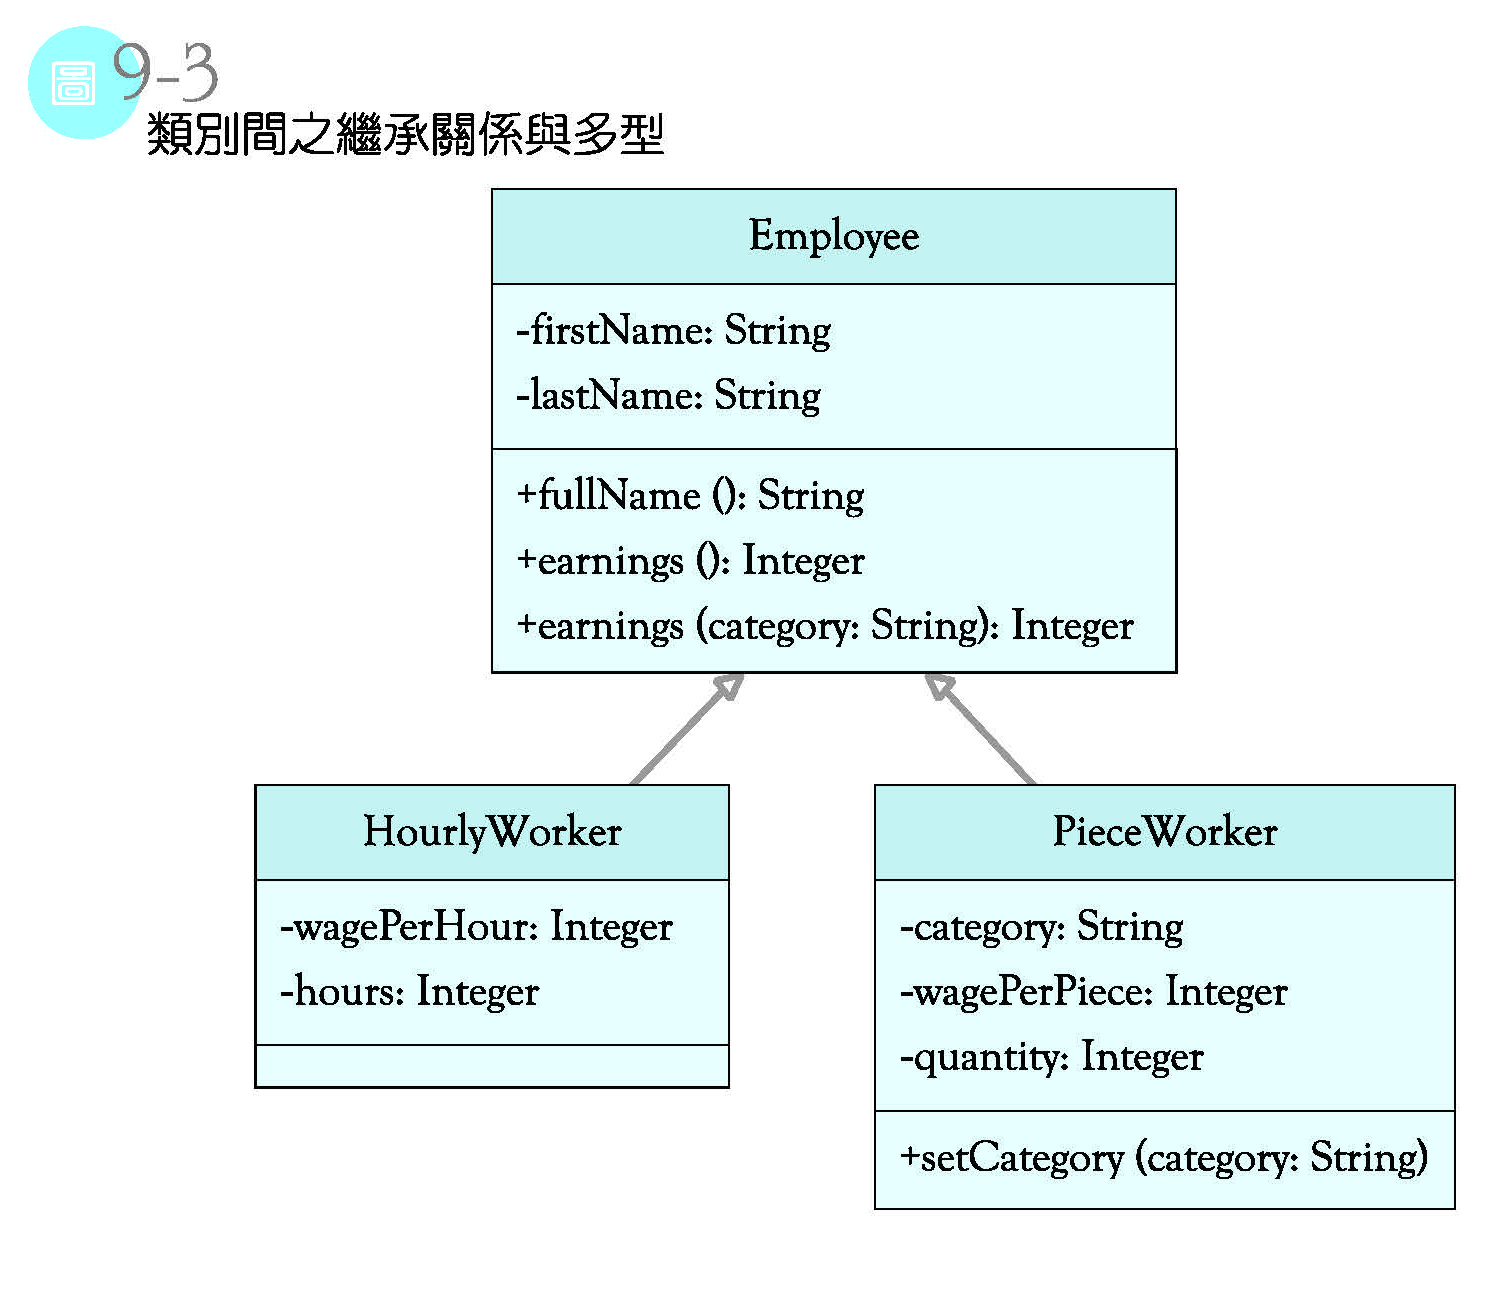 圖 9-3
類別間之繼承關係與多型
Employee
-firstName: String
-lastName: String
+fullName (): String
+earnings (): Integer
+earnings (category: String): Integer
HourlyWorker
-wagePerHour: Integer
-hours: Integer
PieceWorker
-category: String
-wagePerPiece: Integer
-quantity: Integer
+setCategory (category: String)